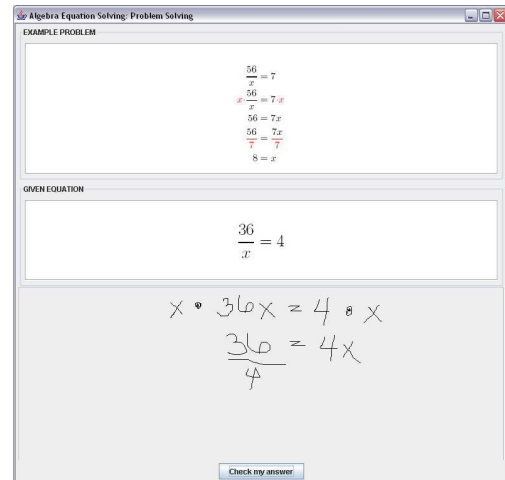 Algebra Equation Solving: Problem Solving
EXAMPLE PROBLEM
56/x = 7
x·56/x = 7·x
56 = 7x
56/7 = 7x/7
8 = x
GIVEN EQUATION
36/x = 4
x • 36x = 4 • x
36/4 = 4x
Check my answer